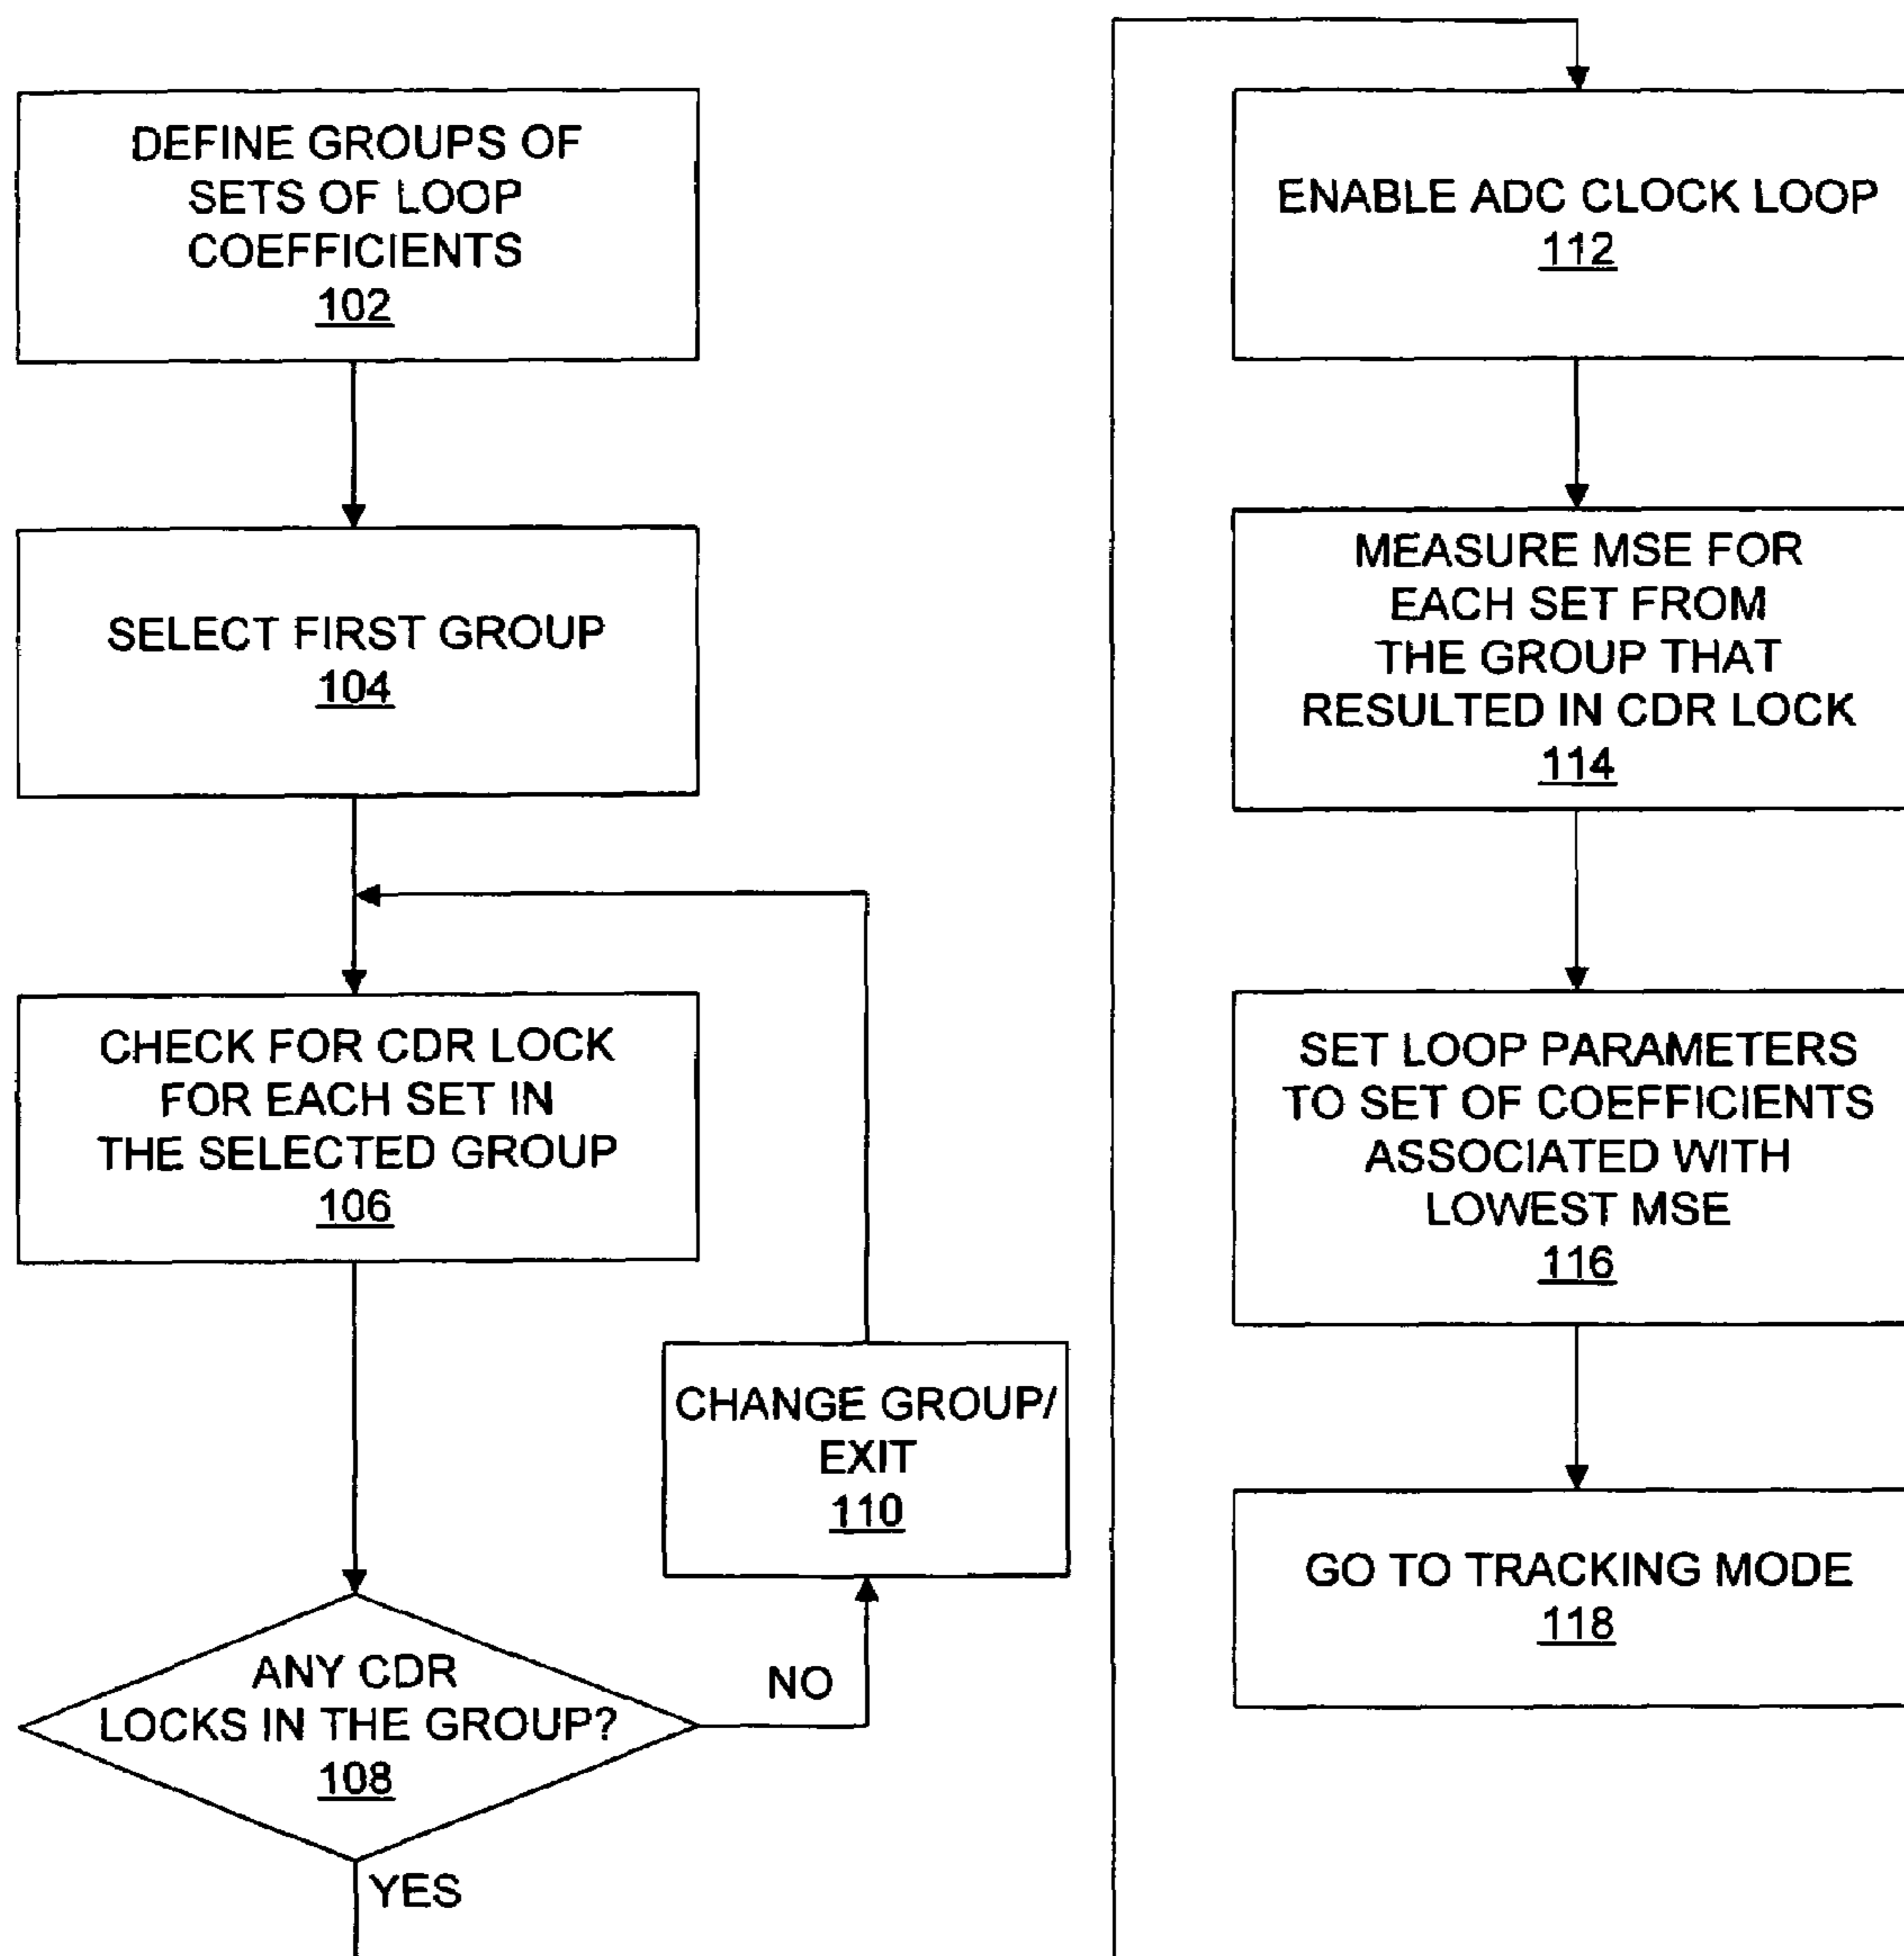 DEFINE GROUPS OF
SETS OF LOOP
COEFFICIENTS
102
SELECT FIRST GROUP
104
CHECK FOR CDR LOCK
FOR EACH SET IN
THE SELECTED GROUP
106
ANY CDR
LOCKS IN THE GROUP?
108
NO
YES
CHANGE GROUP/
EXIT
110
ENABLE ADC CLOCK LOOP
112
MEASURE MSE FOR
EACH SET FROM
THE GROUP THAT
RESULTED IN CDR LOCK
114
SET LOOP PARAMETERS
TO SET OF COEFFICIENTS
ASSOCIATED WITH
LOWEST MSE
116
GO TO TRACKING MODE
118